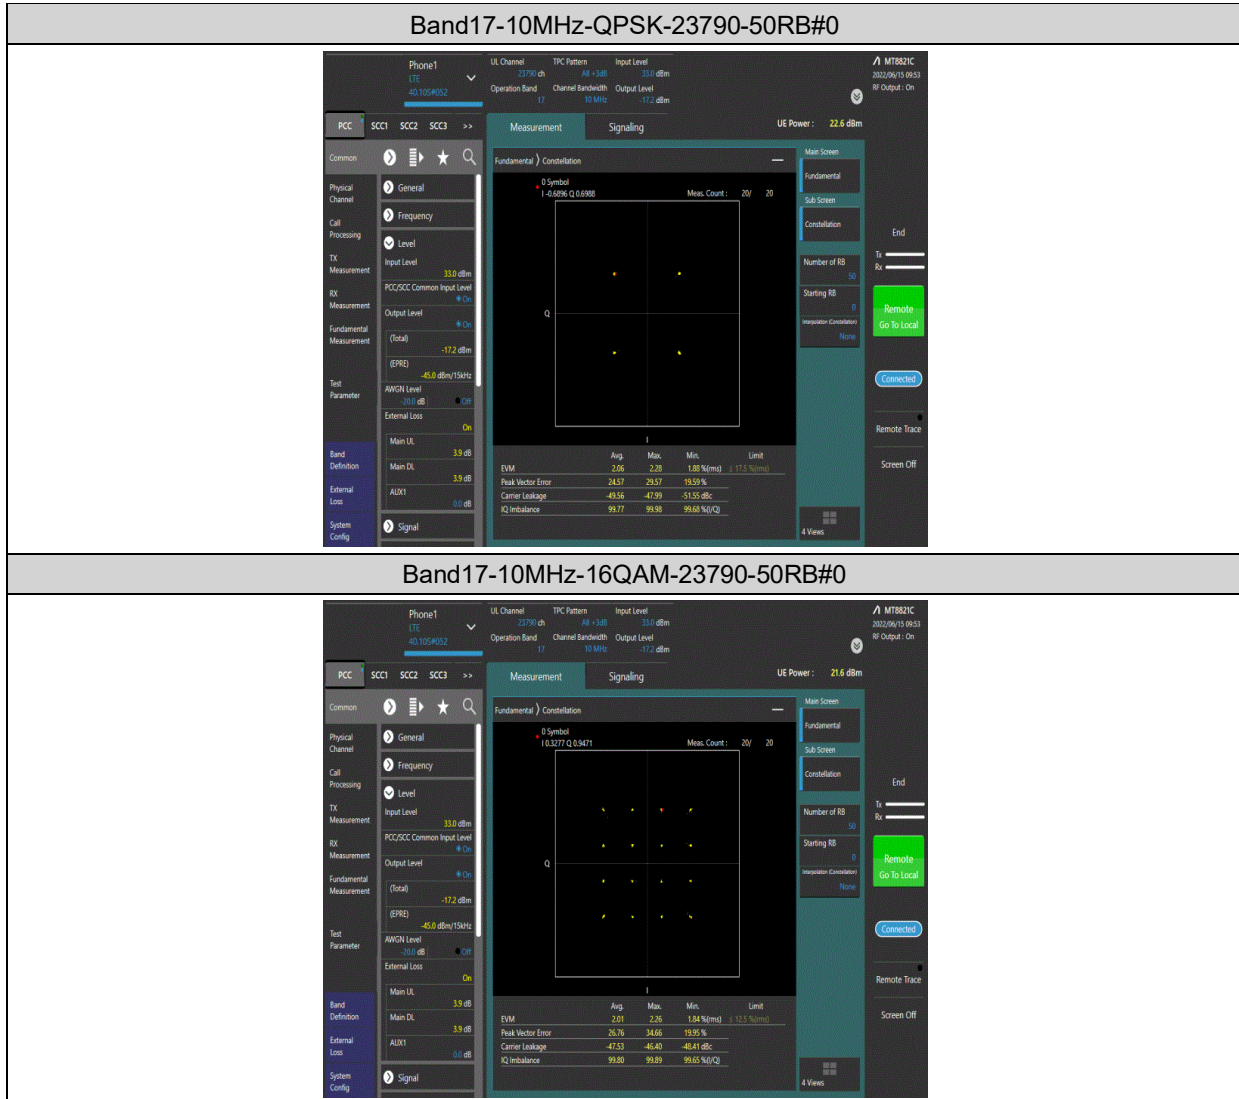 Band17-10MHz-QPSK-23790-50RB#0
Phone1
LTE
40.10S#052
UL Channel TPC Pattern Input Level
23790 ch All +3dB 33.0 dBm
Operation Band Channel Bandwidth Output Level
17 10 MHz -17.2 dBm
MT8821C
2022/06/15 09:53
RF Output : On
PCC SCC1 SCC2 SCC3 >>
Measurement Signaling
UE Power : 22.6 dBm
Common
Physical Channel
Call Processing
TX Measurement
RX Measurement
Fundamental Measurement
Test Parameter
Band Definition
External Loss
System Config
General
Frequency
Level
Input Level
33.0 dBm
PCC/SCC Common Input Level
On
Output Level
On
(Total)
-17.2 dBm
(EPRE)
-45.0 dBm/15kHz
AWGN Level
-20.0 dB Off
External Loss
On
Main UL
3.9 dB
Main DL
3.9 dB
AUX1
0.0 dB
Signal
Fundamental Constellation
0 Symbol
I -0.6896 Q 0.6988 Meas. Count : 20/ 20
Q
I
Avg. Max. Min. Limit
EVM 2.06 2.28 1.88 %(rms) ≤ 17.5 %(rms)
Peak Vector Error 24.57 29.57 19.59 %
Carrier Leakage -49.56 -47.99 -51.55 dBc
IQ Imbalance 99.77 99.98 99.68 %(I/Q)
Main Screen
Fundamental
Sub Screen
Constellation
Number of RB
50
Starting RB
0
Interpolation (Constellation)
None
4 Views
End
Tx
Rx
Remote
Go To Local
Connected
Remote Trace
Screen Off
Band17-10MHz-16QAM-23790-50RB#0
Phone1
LTE
40.10S#052
UL Channel TPC Pattern Input Level
23790 ch All +3dB 33.0 dBm
Operation Band Channel Bandwidth Output Level
17 10 MHz -17.2 dBm
MT8821C
2022/06/15 09:53
RF Output : On
PCC SCC1 SCC2 SCC3 >>
Measurement Signaling
UE Power : 21.6 dBm
Common
Physical Channel
Call Processing
TX Measurement
RX Measurement
Fundamental Measurement
Test Parameter
Band Definition
External Loss
System Config
General
Frequency
Level
Input Level
33.0 dBm
PCC/SCC Common Input Level
On
Output Level
On
(Total)
-17.2 dBm
(EPRE)
-45.0 dBm/15kHz
AWGN Level
-20.0 dB Off
External Loss
On
Main UL
3.9 dB
Main DL
3.9 dB
AUX1
0.0 dB
Signal
Fundamental Constellation
0 Symbol
I 0.3277 Q 0.9471 Meas. Count : 20/ 20
Q
I
Avg. Max. Min. Limit
EVM 2.01 2.26 1.84 %(rms) ≤ 12.5 %(rms)
Peak Vector Error 26.76 34.66 19.95 %
Carrier Leakage -47.53 -46.40 -48.41 dBc
IQ Imbalance 99.80 99.89 99.65 %(I/Q)
Main Screen
Fundamental
Sub Screen
Constellation
Number of RB
50
Starting RB
0
Interpolation (Constellation)
None
4 Views
End
Tx
Rx
Remote
Go To Local
Connected
Remote Trace
Screen Off